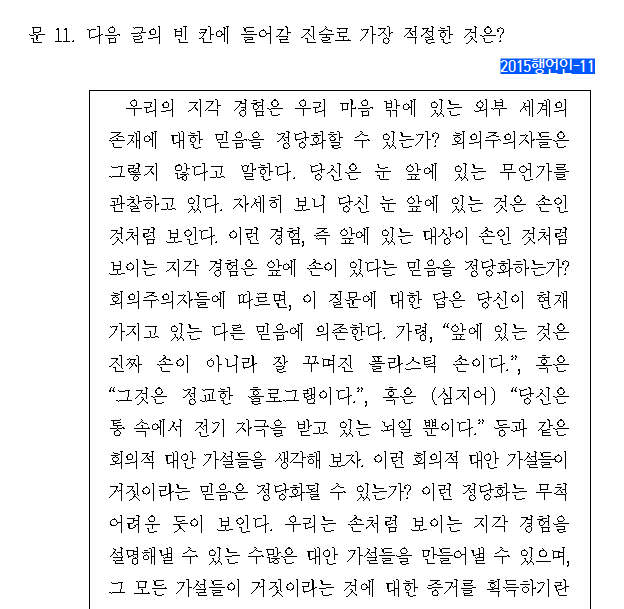 문 11. 다음 글의 빈 칸에 들어갈 진술로 가장 적절한 것은?
2015행언인-11
우리의 지각 경험은 우리 마음 밖에 있는 외부 세계의
존재에 대한 믿음을 정당화할 수 있는가? 회의주의자들은
그렇지 않다고 말한다. 당신은 눈 앞에 있는 무언가를
관찰하고 있다. 자세히 보니 당신 눈 앞에 있는 것은 손인
것처럼 보인다. 이런 경험, 즉 앞에 있는 대상이 손인 것처럼
보이는 지각 경험은 앞에 손이 있다는 믿음을 정당화하는가?
회의주의자들에 따르면, 이 질문에 대한 답은 당신이 현재
가지고 있는 다른 믿음에 의존한다. 가령, “앞에 있는 것은
진짜 손이 아니라 잘 꾸며진 플라스틱 손이다.”, 혹은
“그것은 정교한 홀로그램이다.”, 혹은 (심지어) “당신은
통 속에서 전기 자극을 받고 있는 뇌일 뿐이다.” 등과 같은
회의적 대안 가설들을 생각해 보자. 이런 회의적 대안 가설들이
거짓이라는 믿음은 정당화될 수 있는가? 이런 정당화는 무척
어려운 듯이 보인다. 우리는 손처럼 보이는 지각 경험을
설명해낼 수 있는 수많은 대안 가설들을 만들어낼 수 있으며,
그 모든 가설들이 거짓이라는 것에 대한 증거를 획득하기란